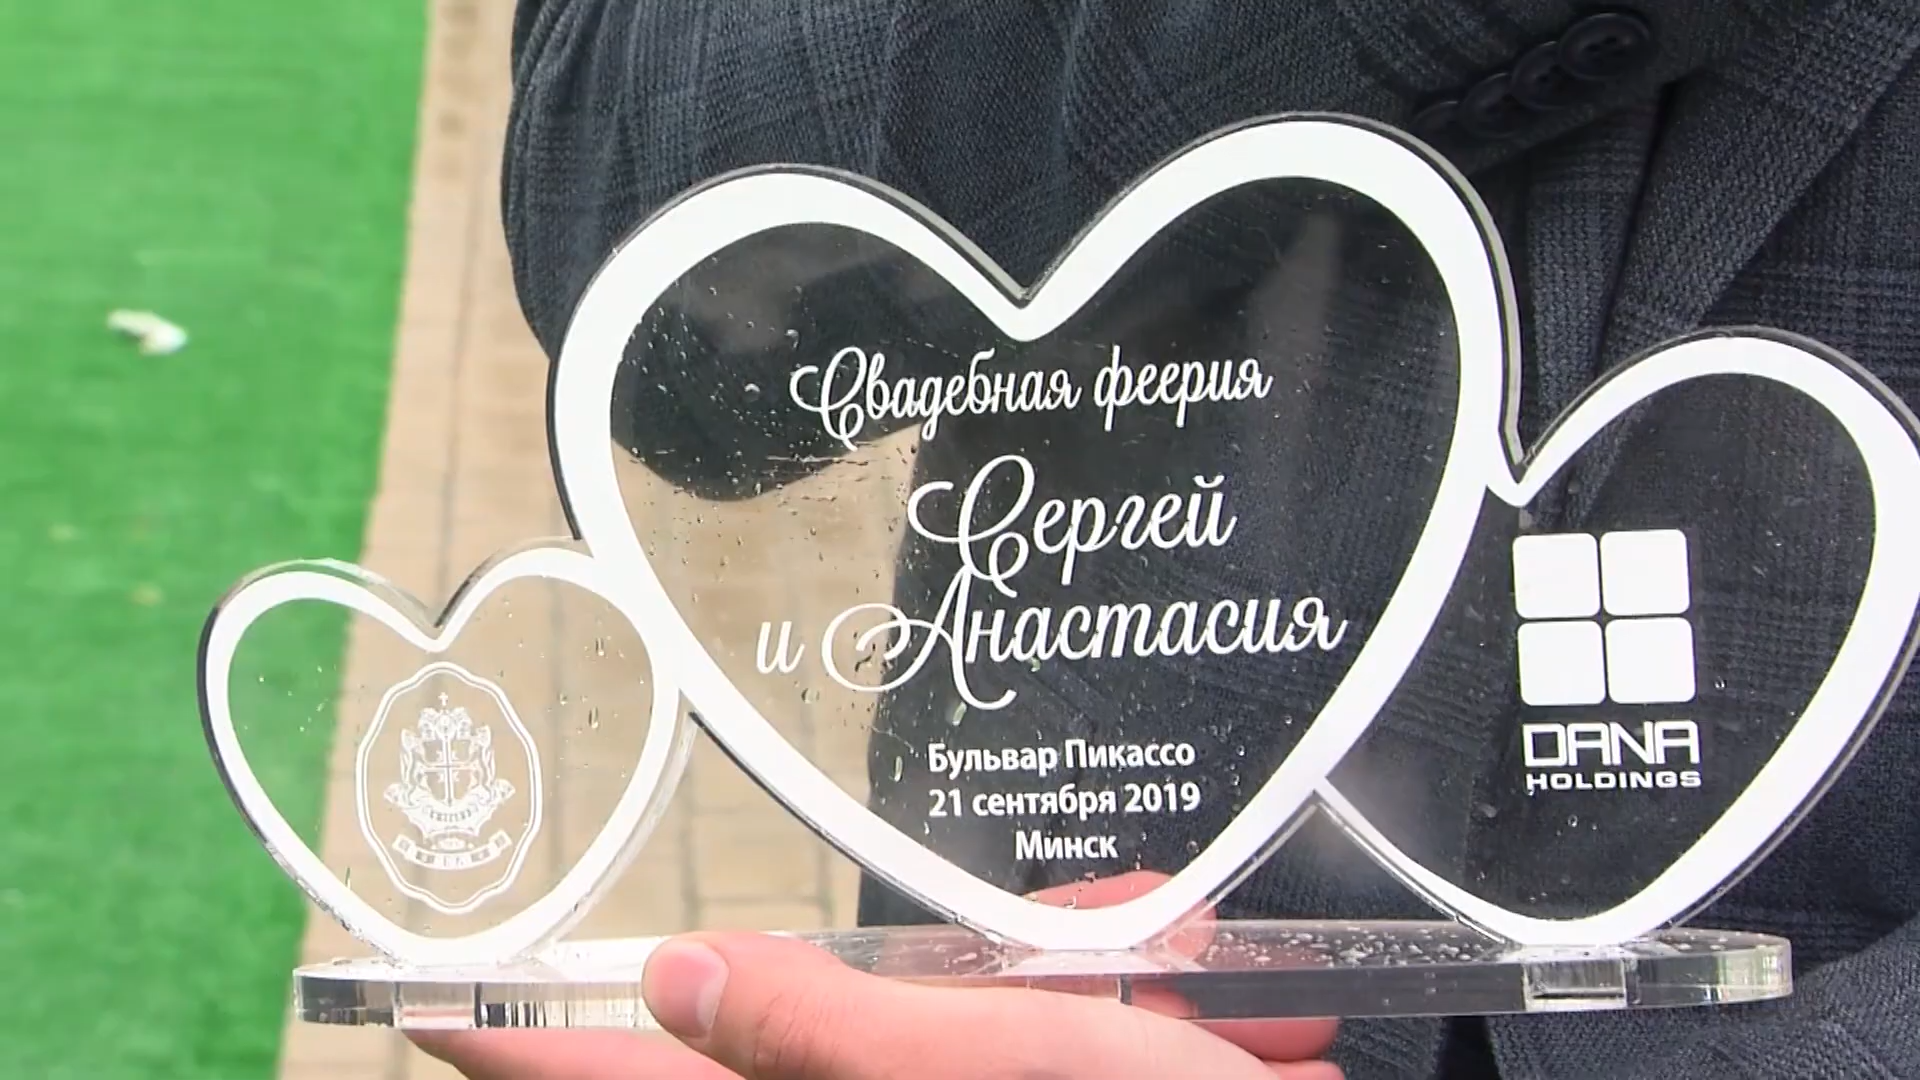 Свадебная феерия
Сергей
и Анастасия
Бульвар Пикассо
21 сентября 2019
Минск
DANA
HOLDINGS